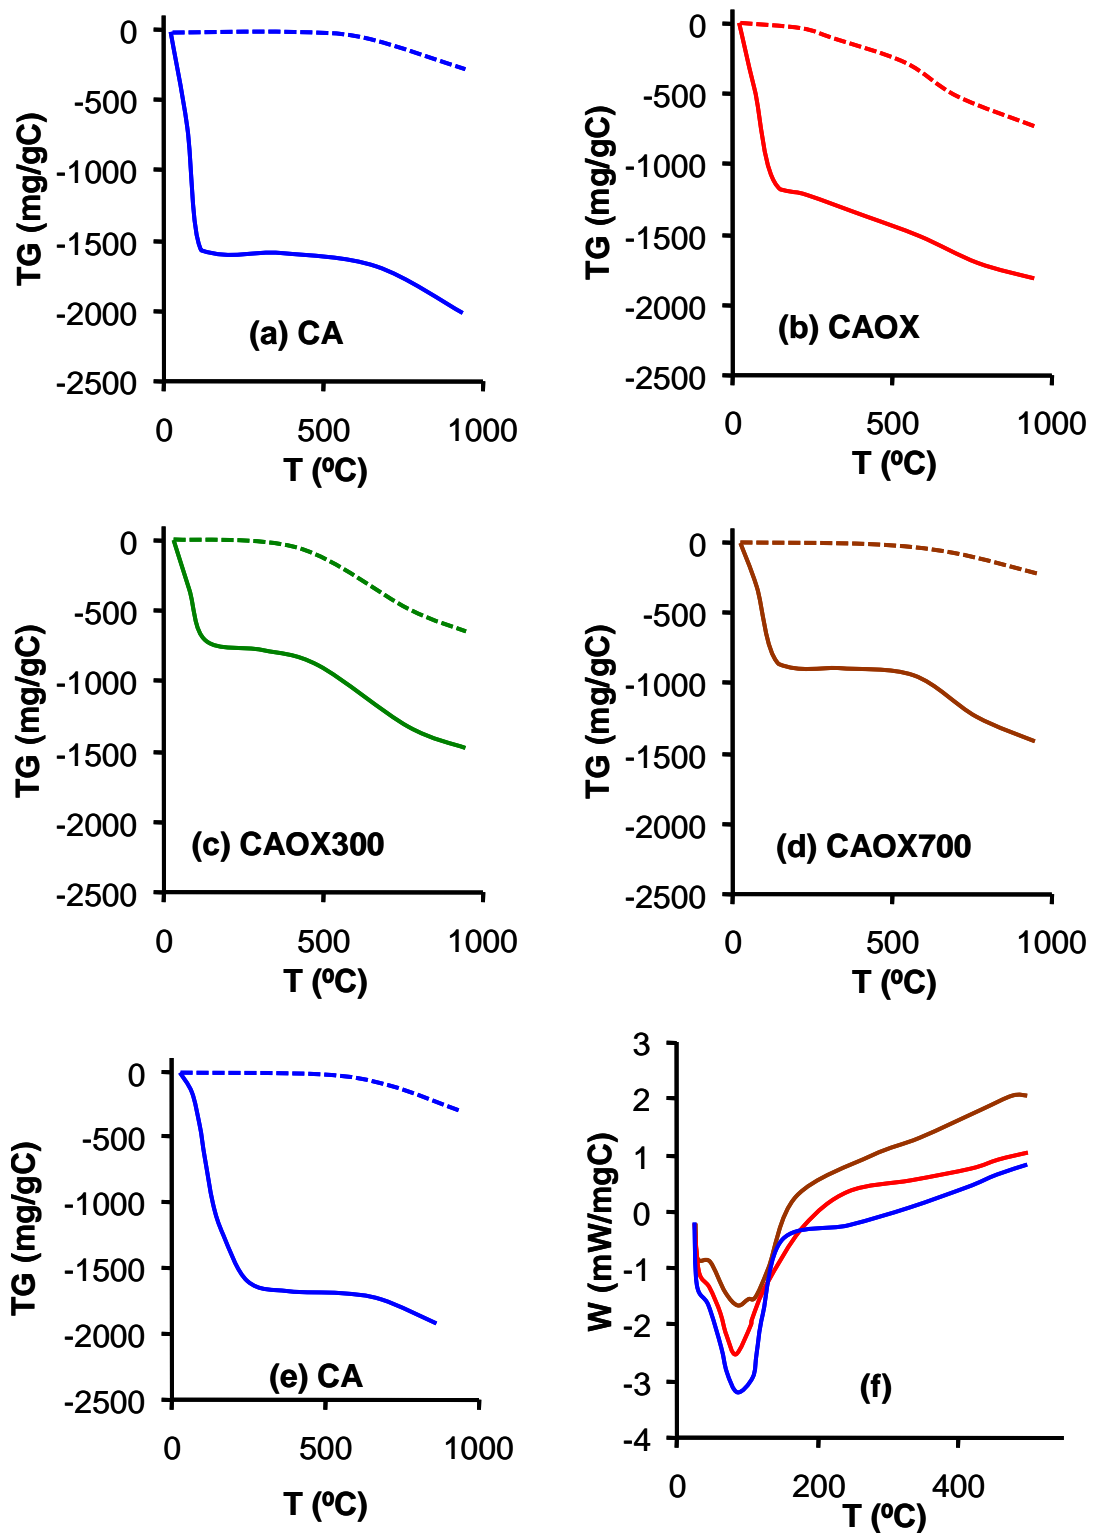 0
-500
-1000
-1500
-2000
-2500
TG (mg/gC)
(a) CA
0 500 1000
T (ºC)
0
-500
-1000
-1500
-2000
-2500
TG (mg/gC)
(b) CAOX
0 500 1000
T (ºC)
0
-500
-1000
-1500
-2000
-2500
TG (mg/gC)
(c) CAOX300
0 500 1000
T (ºC)
0
-500
-1000
-1500
-2000
-2500
TG (mg/gC)
(d) CAOX700
0 500 1000
T (ºC)
0
-500
-1000
-1500
-2000
-2500
TG (mg/gC)
(e) CA
0 500 1000
T (ºC)
3
2
1
0
-1
-2
-3
-4
W (mW/mgC)
(f)
0 200 400
T (ºC)